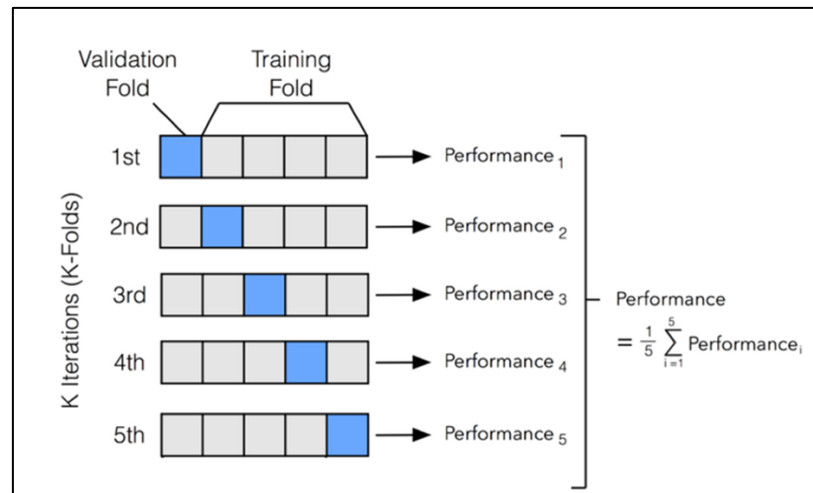 Validation
Fold
Training
Fold
K Iterations (K-Folds)
1st
Performance 1
2nd
Performance 2
3rd
Performance 3
4th
Performance 4
5th
Performance 5
Performance
= 1/5 5∑i=1 Performance i